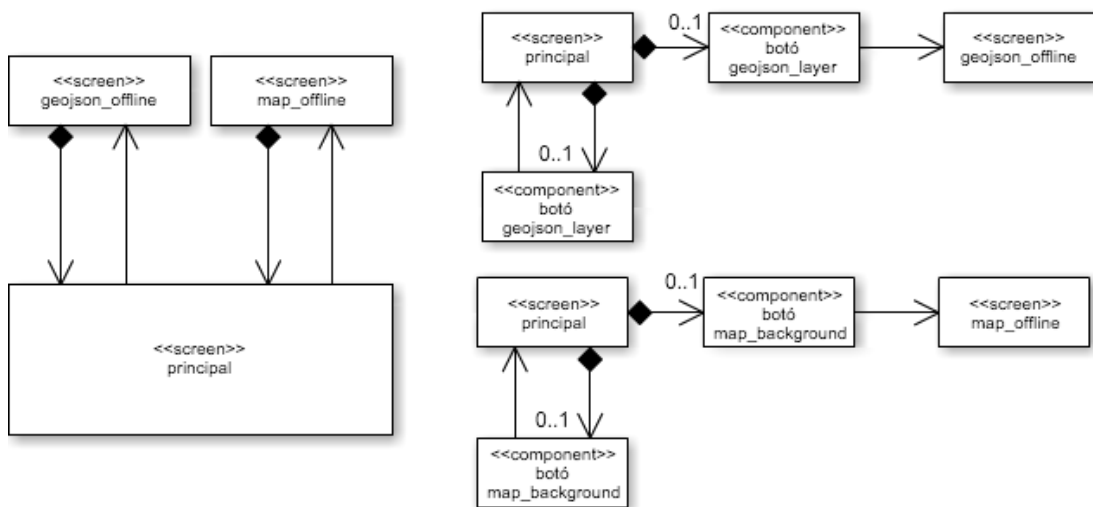 <<screen>>
geojson_offline
<<screen>>
map_offline
<<screen>>
principal
<<screen>>
principal
0..1
<<component>>
botó
geojson_layer
<<screen>>
geojson_offline
0..1
<<component>>
botó
geojson_layer
<<screen>>
principal
0..1
<<component>>
botó
map_background
<<screen>>
map_offline
0..1
<<component>>
botó
map_background